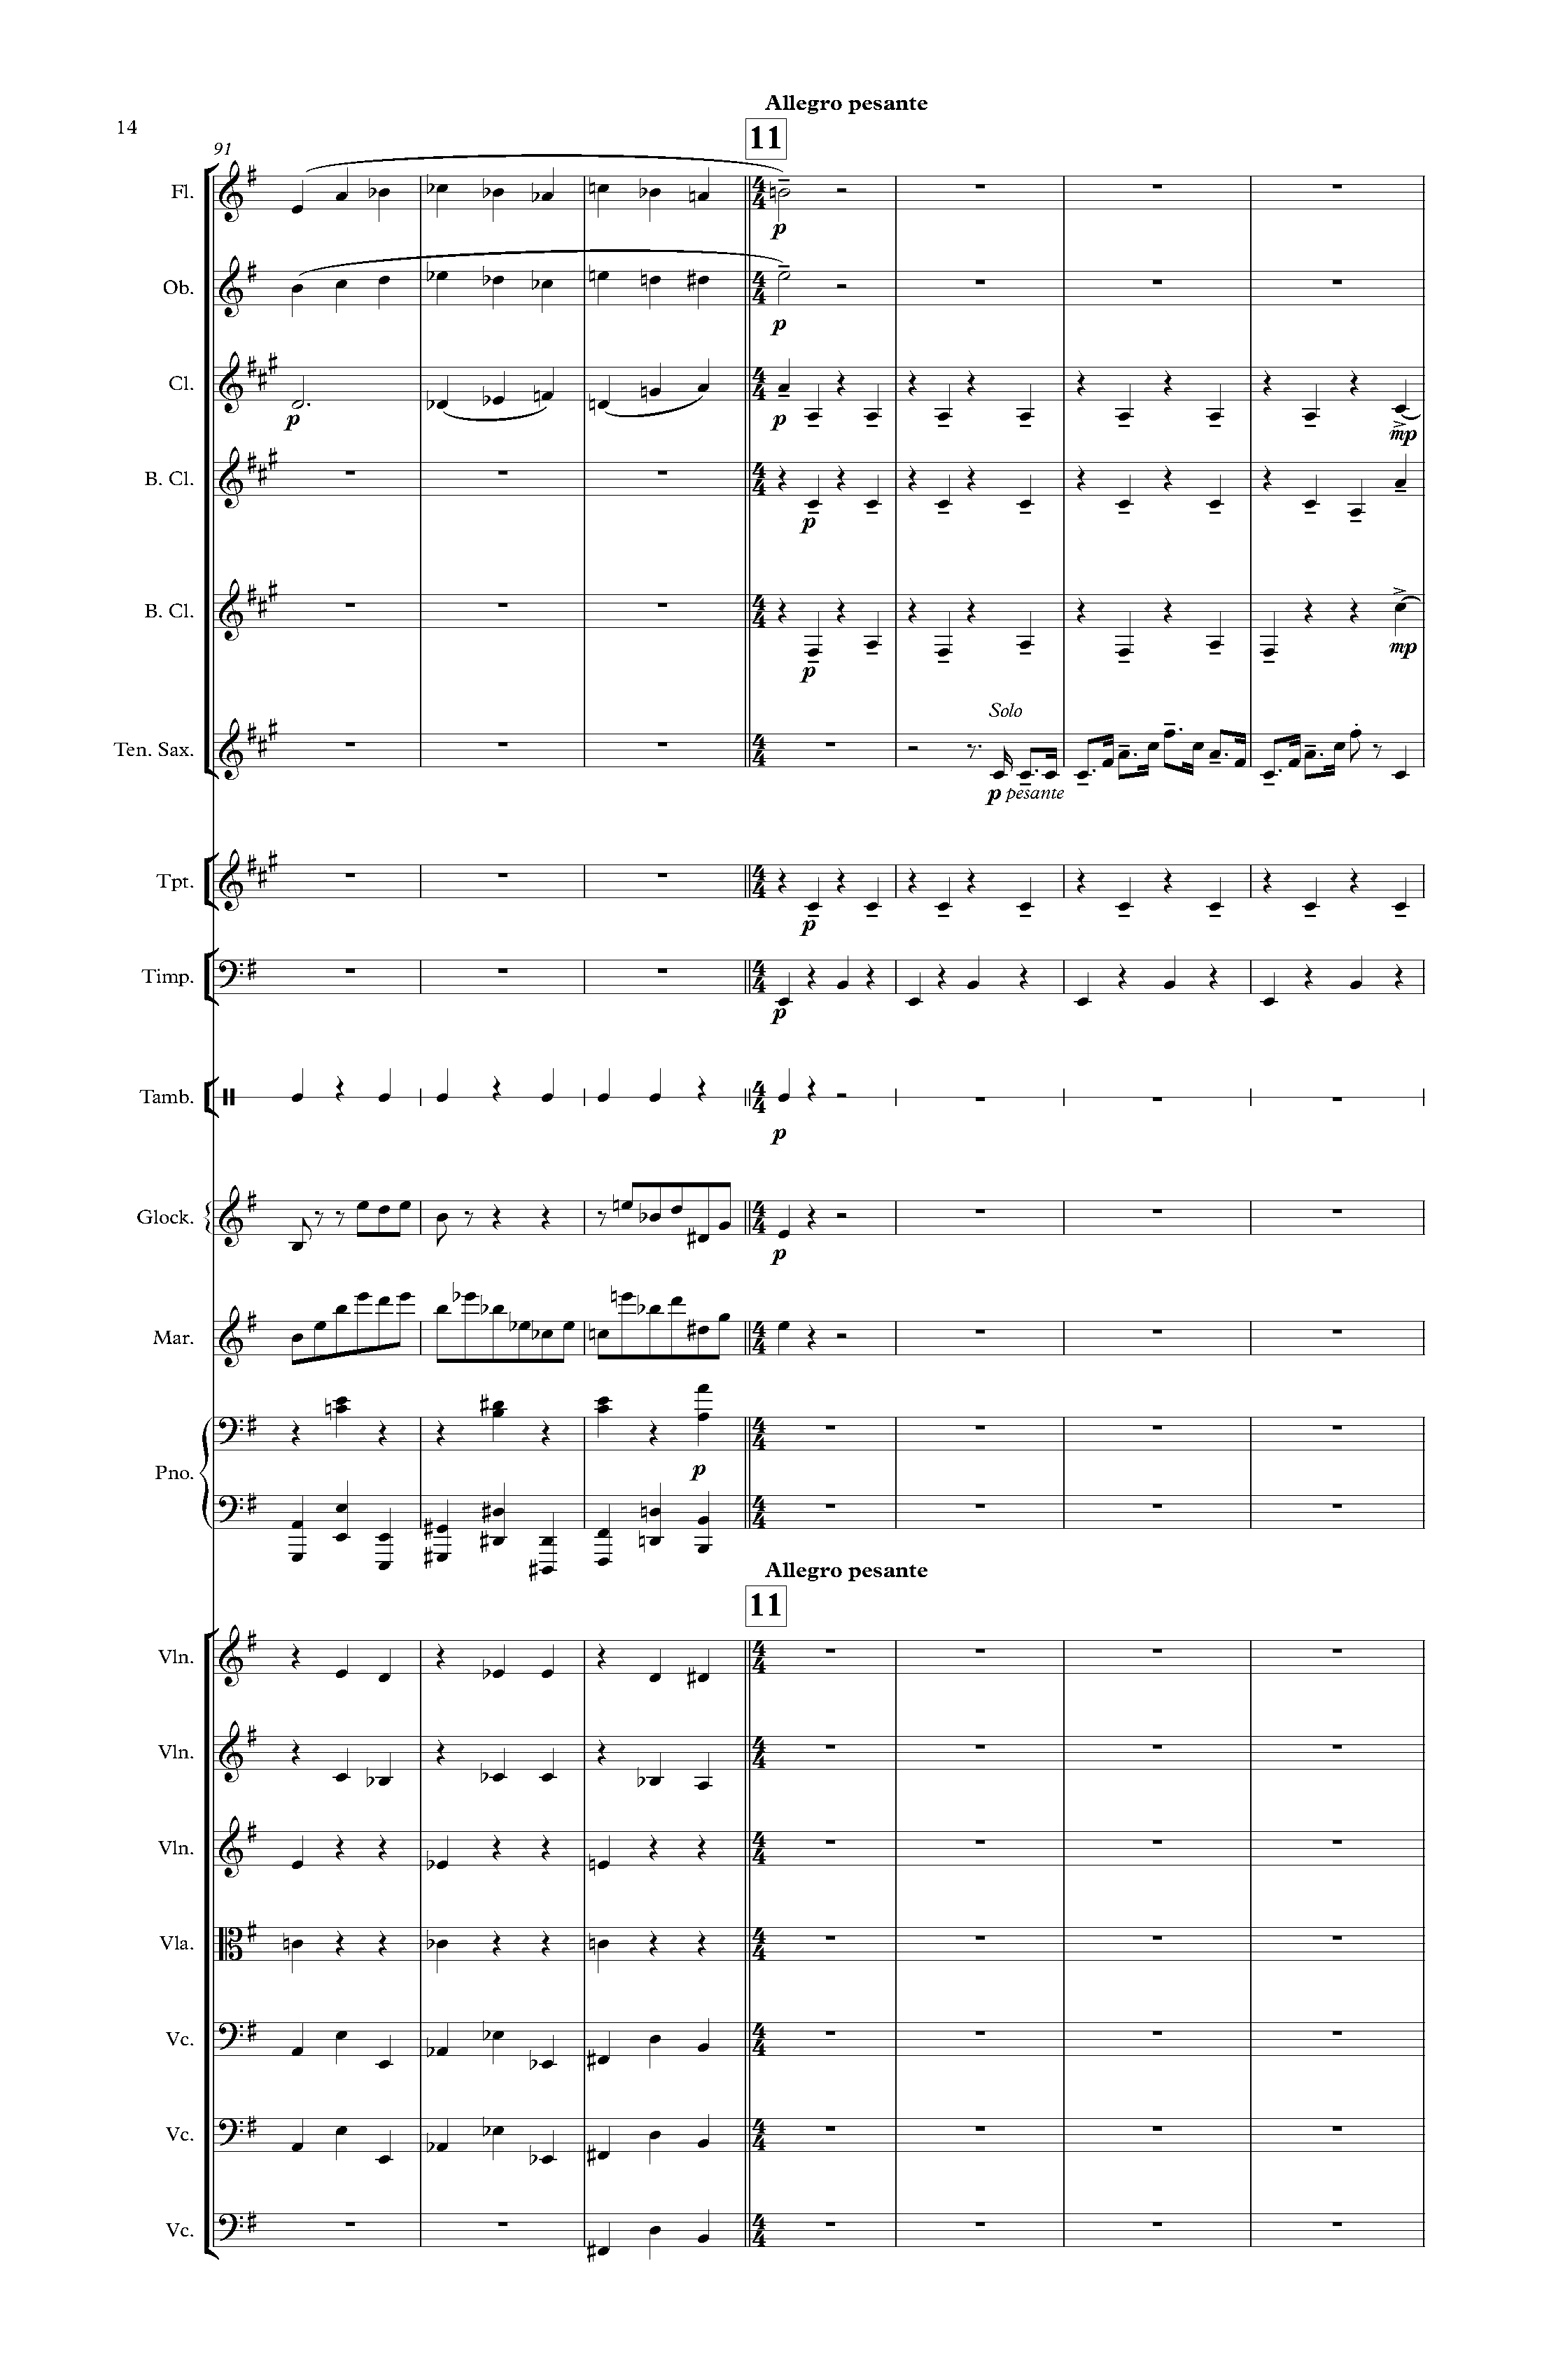 Allegro pesante
14
11
91
Fl.
p
Ob.
p
Cl.
p
p
mp
B. Cl.
p
B. Cl.
mp
p
Solo
Ten. Sax.
p pesante
Tpt.
p
Timp.
p
Tamb.
p
Glock.
p
Mar.
p
Pno.
Allegro pesante
11
Vln.
Vln.
Vln.
Vla.
Vc.
Vc.
Vc.